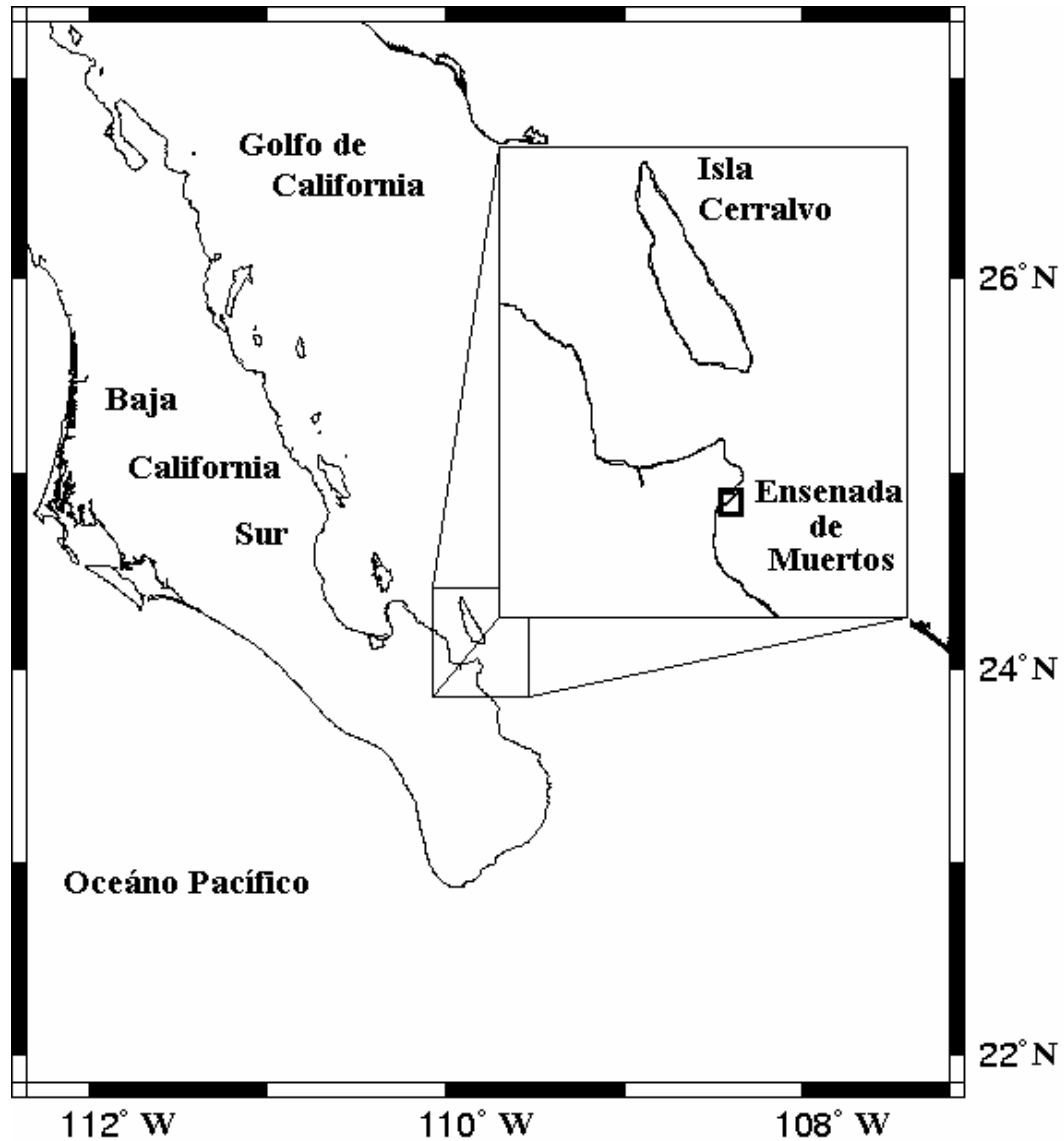 Golfo de
California
Isla
Cerralvo
26° N
Baja
California
Sur
Ensenada
de
Muertos
24° N
Oceáno Pacífico
22° N
112° W
110° W
108° W